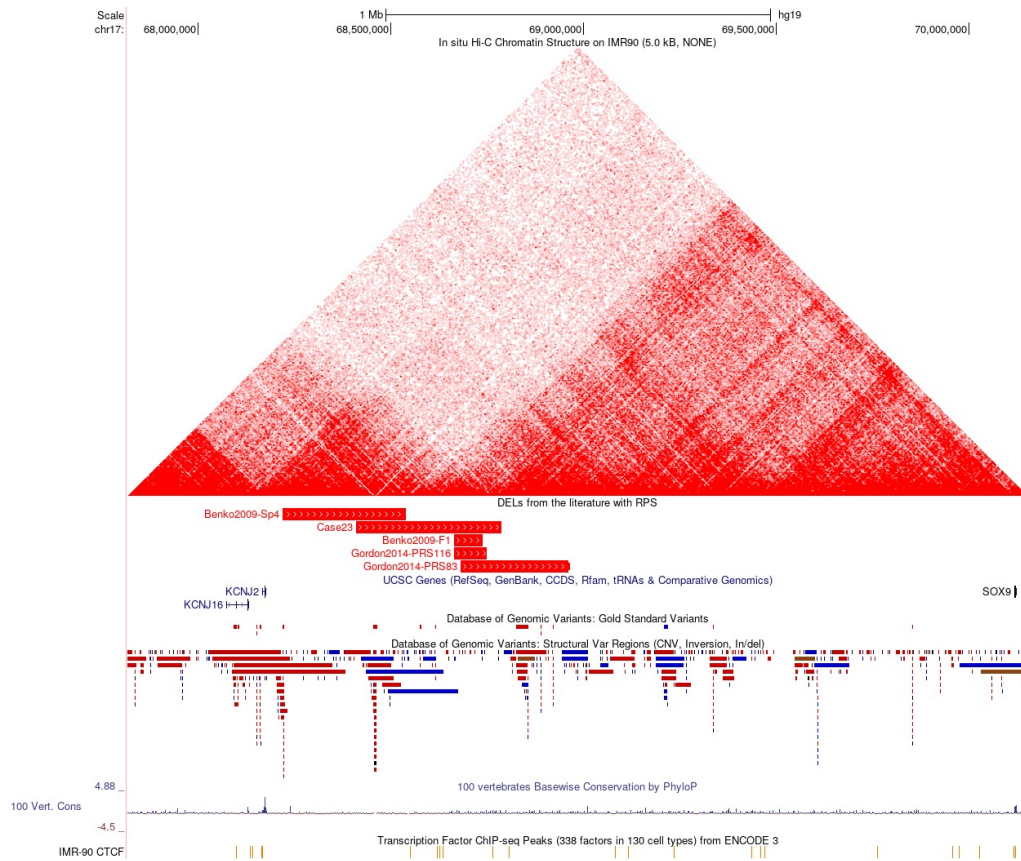 Scale 1 Mb hg19
chr17: 68,000,000 68,500,000 69,000,000 69,500,000 70,000,000
In situ Hi-C Chromatin Structure on IMR90 (5.0 kB, NONE)
DELs from the literature with RPS
Benko2009-Sp4
Case23
Benko2009-F1
Gordon2014-PRS116
Gordon2014-PRS83
UCSC Genes (RefSeq, GenBank, CCDS, Rfam, tRNAs & Comparative Genomics)
KCNJ2 SOX9
KCNJ16
Database of Genomic Variants: Gold Standard Variants
Database of Genomic Variants: Structural Var Regions (CNV, Inversion, In/del)
4.88 _ 100 vertebrates Basewise Conservation by PhyloP
100 Vert. Cons
-4.5 _
Transcription Factor ChIP-seq Peaks (338 factors in 130 cell types) from ENCODE 3
IMR-90 CTCF